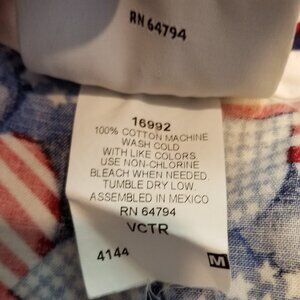 RN 64794
16992
100% COTTON MACHINE
WASH COLD
WITH LIKE COLORS
USE NON-CHLORINE
BLEACH WHEN NEEDED
TUMBLE DRY LOW.
ASSEMBLED IN MEXICO
RN 64794
VCTR
4144
M